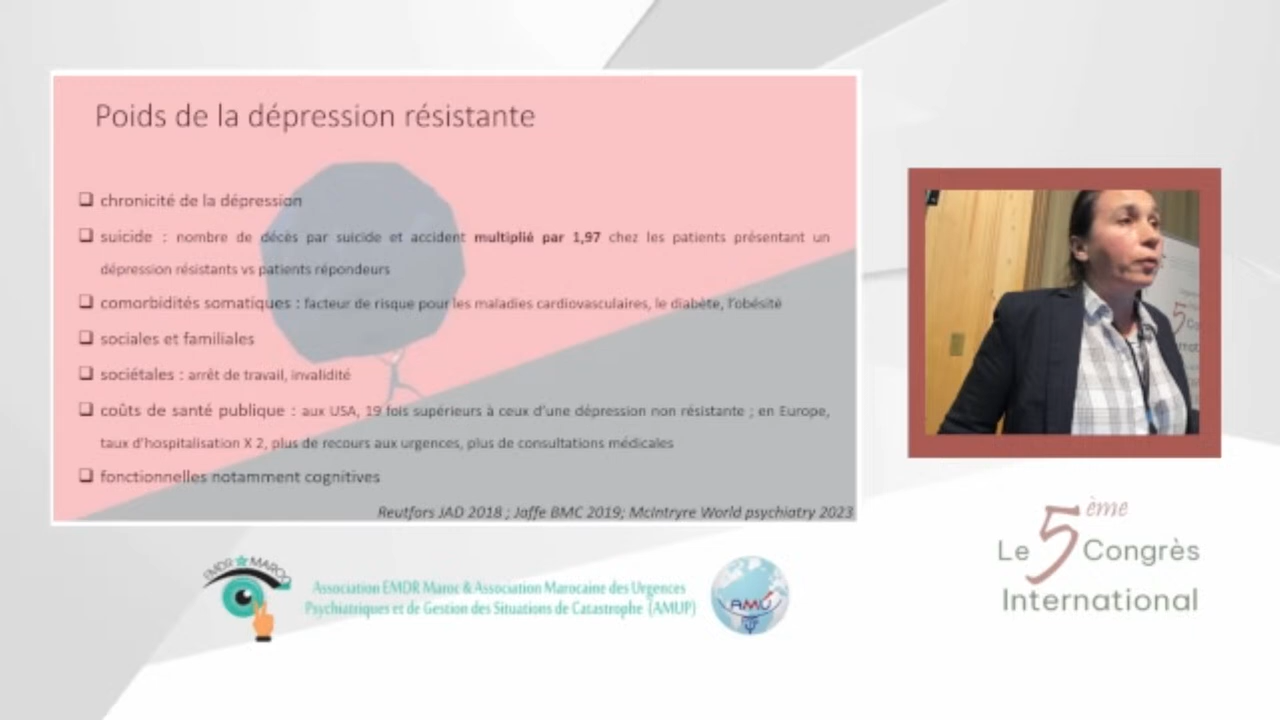 Poids de la dépression résistante
❑ chronicité de la dépression
❑ suicide : nombre de décès par suicide et accident multiplié par 1,97 chez les patients présentant un
dépression résistants vs patients répondeurs
❑ comorbidités somatiques : facteur de risque pour les maladies cardiovasculaires, le diabète, l'obésité
❑ sociales et familiales
❑ sociétales : arrêt de travail, invalidité
❑ coûts de santé publique : aux USA, 19 fois supérieurs à ceux d'une dépression non résistante ; en Europe,
taux d'hospitalisation X 2, plus de recours aux urgences, plus de consultations médicales
❑ fonctionnelles notamment cognitives
Reutfors JAD 2018 ; Jaffe BMC 2019; McIntryre World psychiatry 2023
EMDR MAROC
Association EMDR Maroc & Association Marocaine des Urgences
Psychiatriques et de Gestion des Situations de Catastrophe (AMUP)
AMU
Le 5ème Congrès
International